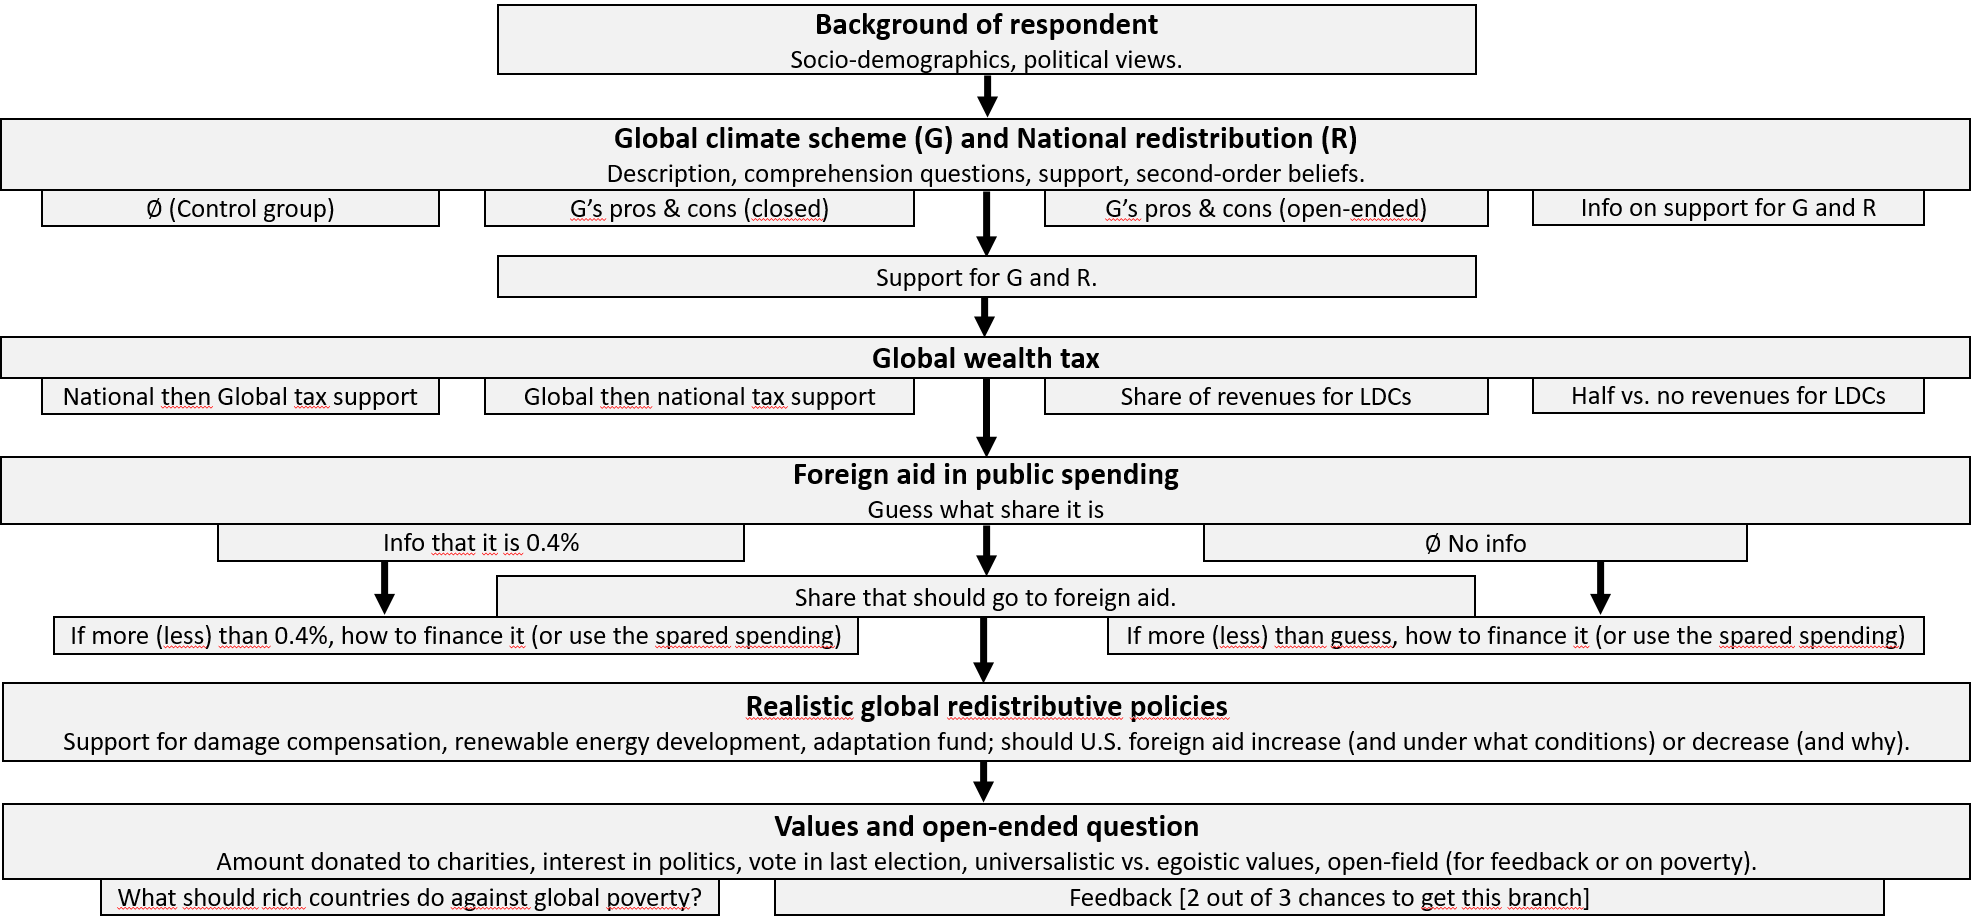 Background of respondent
Socio-demographics, political views.
Global climate scheme (G) and National redistribution (R)
Description, comprehension questions, support, second-order beliefs.
Ø (Control group)
G’s pros & cons (closed)
G’s pros & cons (open-ended)
Info on support for G and R
Support for G and R.
Global wealth tax
National then Global tax support
Global then national tax support
Share of revenues for LDCs
Half vs. no revenues for LDCs
Foreign aid in public spending
Guess what share it is
Info that it is 0.4%
Ø No info
Share that should go to foreign aid.
If more (less) than 0.4%, how to finance it (or use the spared spending)
If more (less) than guess, how to finance it (or use the spared spending)
Realistic global redistributive policies
Support for damage compensation, renewable energy development, adaptation fund; should U.S. foreign aid increase (and under what conditions) or decrease (and why).
Values and open-ended question
Amount donated to charities, interest in politics, vote in last election, universalistic vs. egoistic values, open-field (for feedback or on poverty).
What should rich countries do against global poverty?
Feedback [2 out of 3 chances to get this branch]